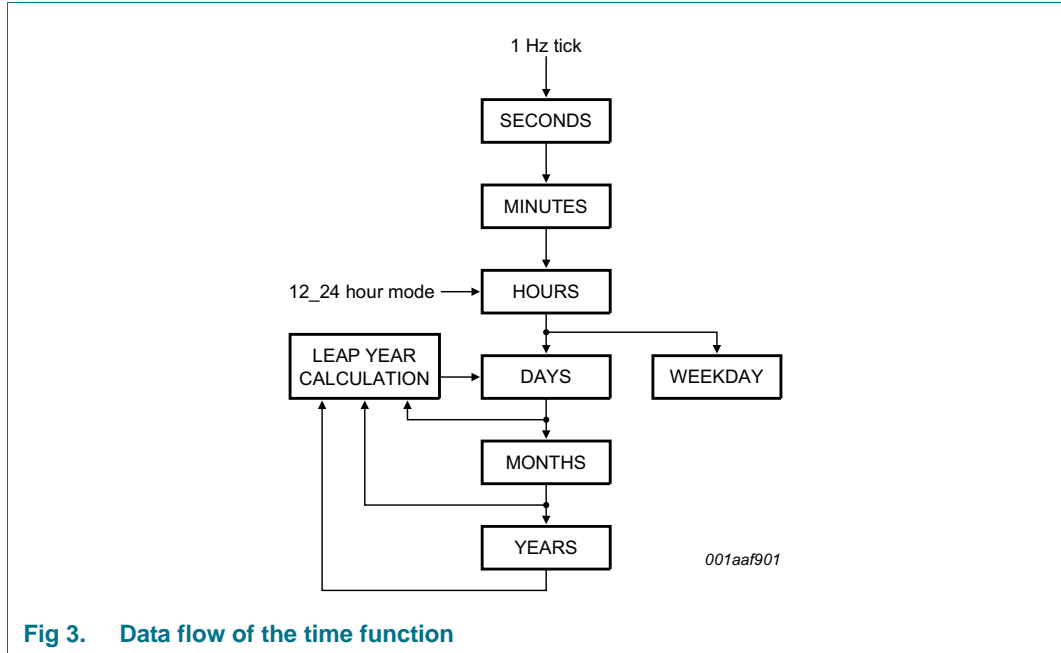 1 Hz tick
SECONDS
MINUTES
12_24 hour mode
HOURS
LEAP YEAR
CALCULATION
DAYS
WEEKDAY
MONTHS
YEARS
001aaf901
Fig 3. Data flow of the time function